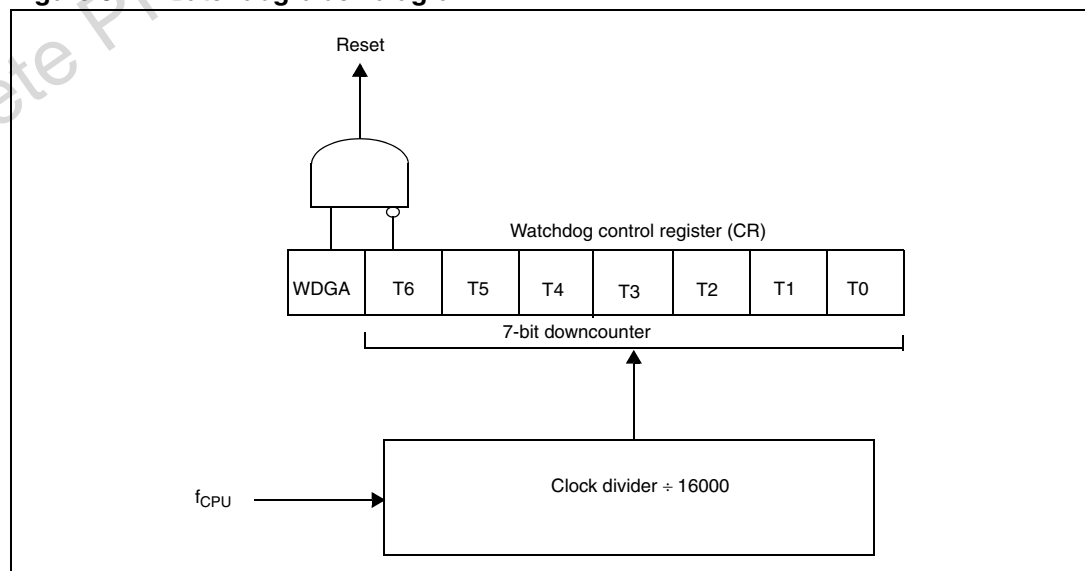 Reset
Watchdog control register (CR)
WDGA T6 T5 T4 T3 T2 T1 T0
7-bit downcounter
fCPU
Clock divider ÷ 16000